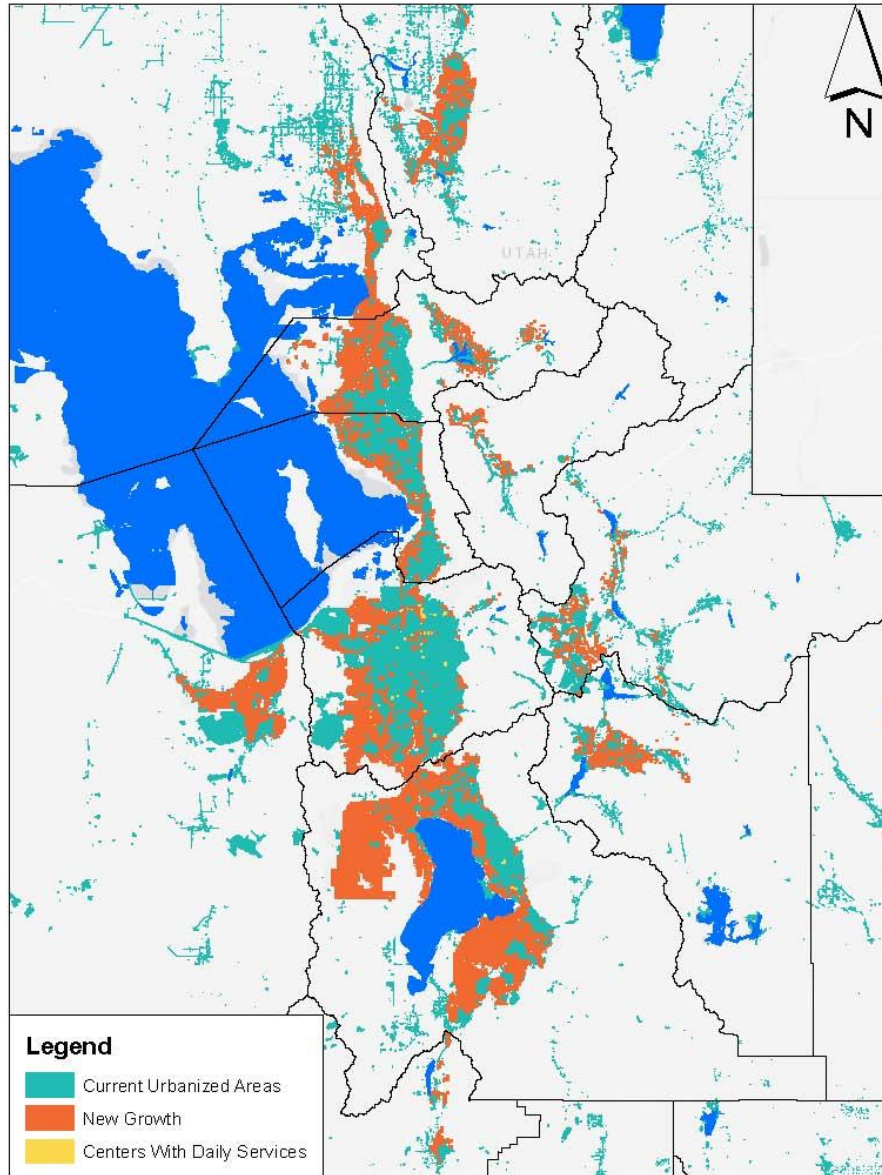 N
UTAH
Legend
Current Urbanized Areas
New Growth
Centers With Daily Services